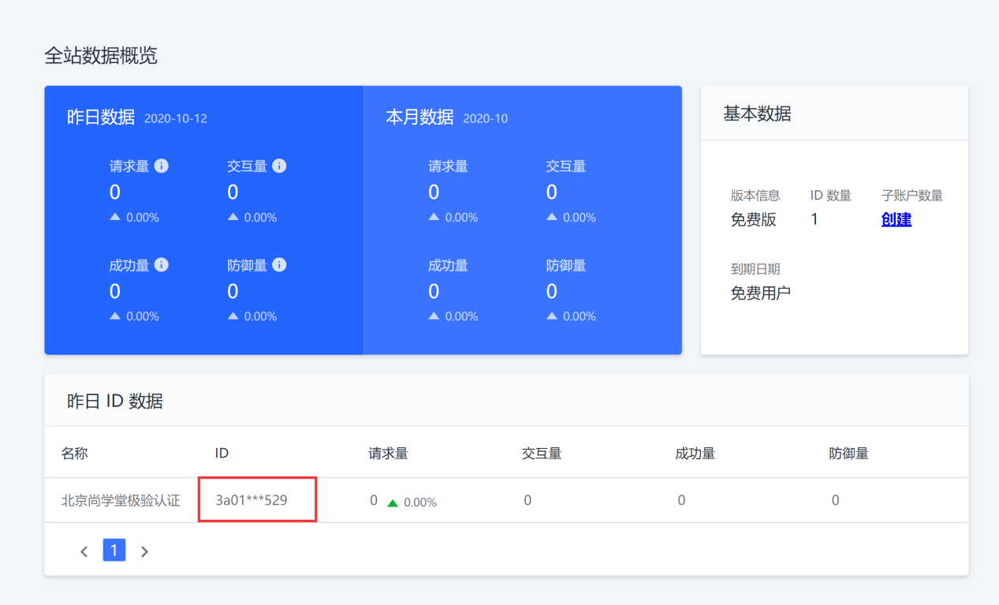 全站数据概览
昨日数据 2020-10-12
请求量 交互量
0 0
0.00% 0.00%
成功量 防御量
0 0
0.00% 0.00%
本月数据 2020-10
请求量 交互量
0 0
0.00% 0.00%
成功量 防御量
0 0
0.00% 0.00%
基本数据
版本信息 ID 数量 子账户数量
免费版 1 创建
到期日期
免费用户
昨日 ID 数据
名称 ID 请求量 交互量 成功量 防御量
北京尚学堂极验认证 3a01***529 0 0.00% 0 0 0
1